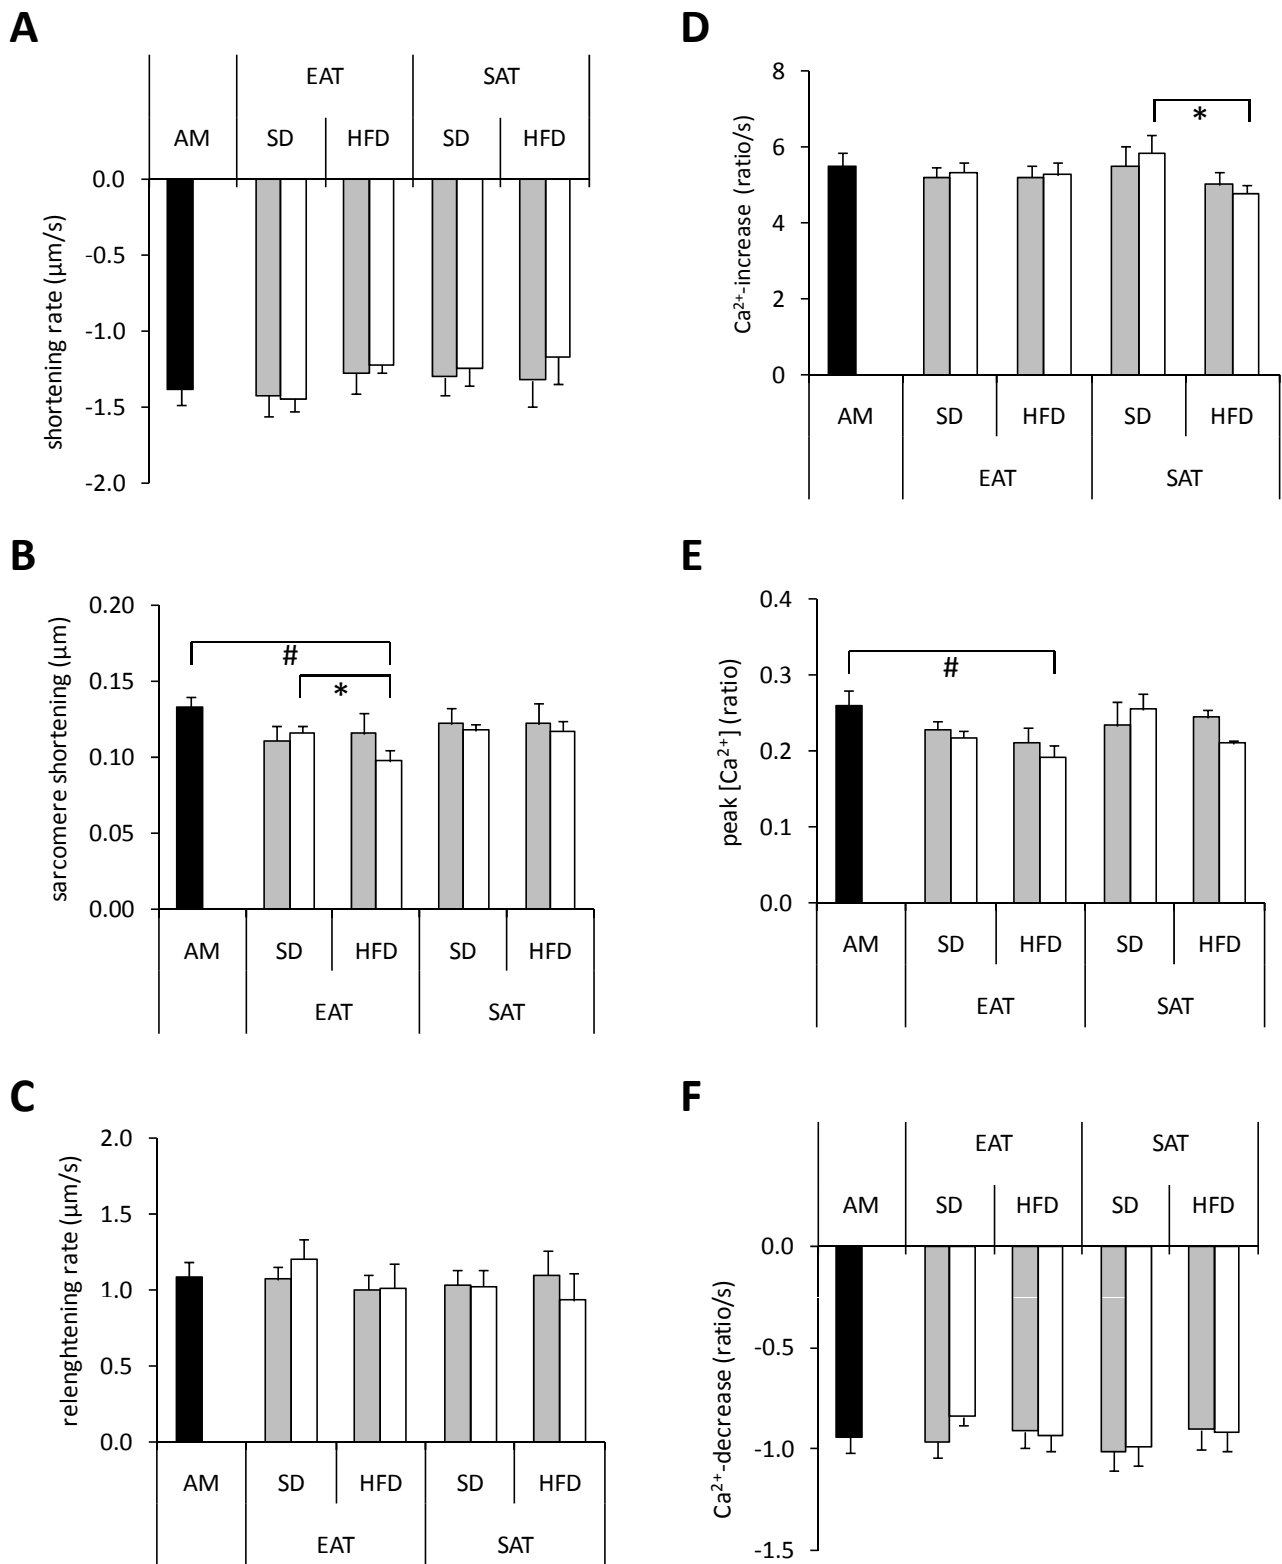 A
EAT SAT
AM SD HFD SD HFD
0.0
-0.5
-1.0
-1.5
-2.0
shortening rate (µm/s)
B
0.20
0.15
0.10
0.05
0.00
sarcomere shortening (µm)
#
*
AM SD HFD SD HFD
EAT SAT
C
2.0
1.5
1.0
0.5
0.0
relenghtening rate (µm/s)
AM SD HFD SD HFD
EAT SAT
D
8
6
4
2
0
Ca²⁺-increase (ratio/s)
*
AM SD HFD SD HFD
EAT SAT
E
0.4
0.3
0.2
0.1
0.0
peak [Ca²⁺] (ratio)
#
AM SD HFD SD HFD
EAT SAT
F
EAT SAT
AM SD HFD SD HFD
0.0
-0.5
-1.0
-1.5
Ca²⁺-decrease (ratio/s)